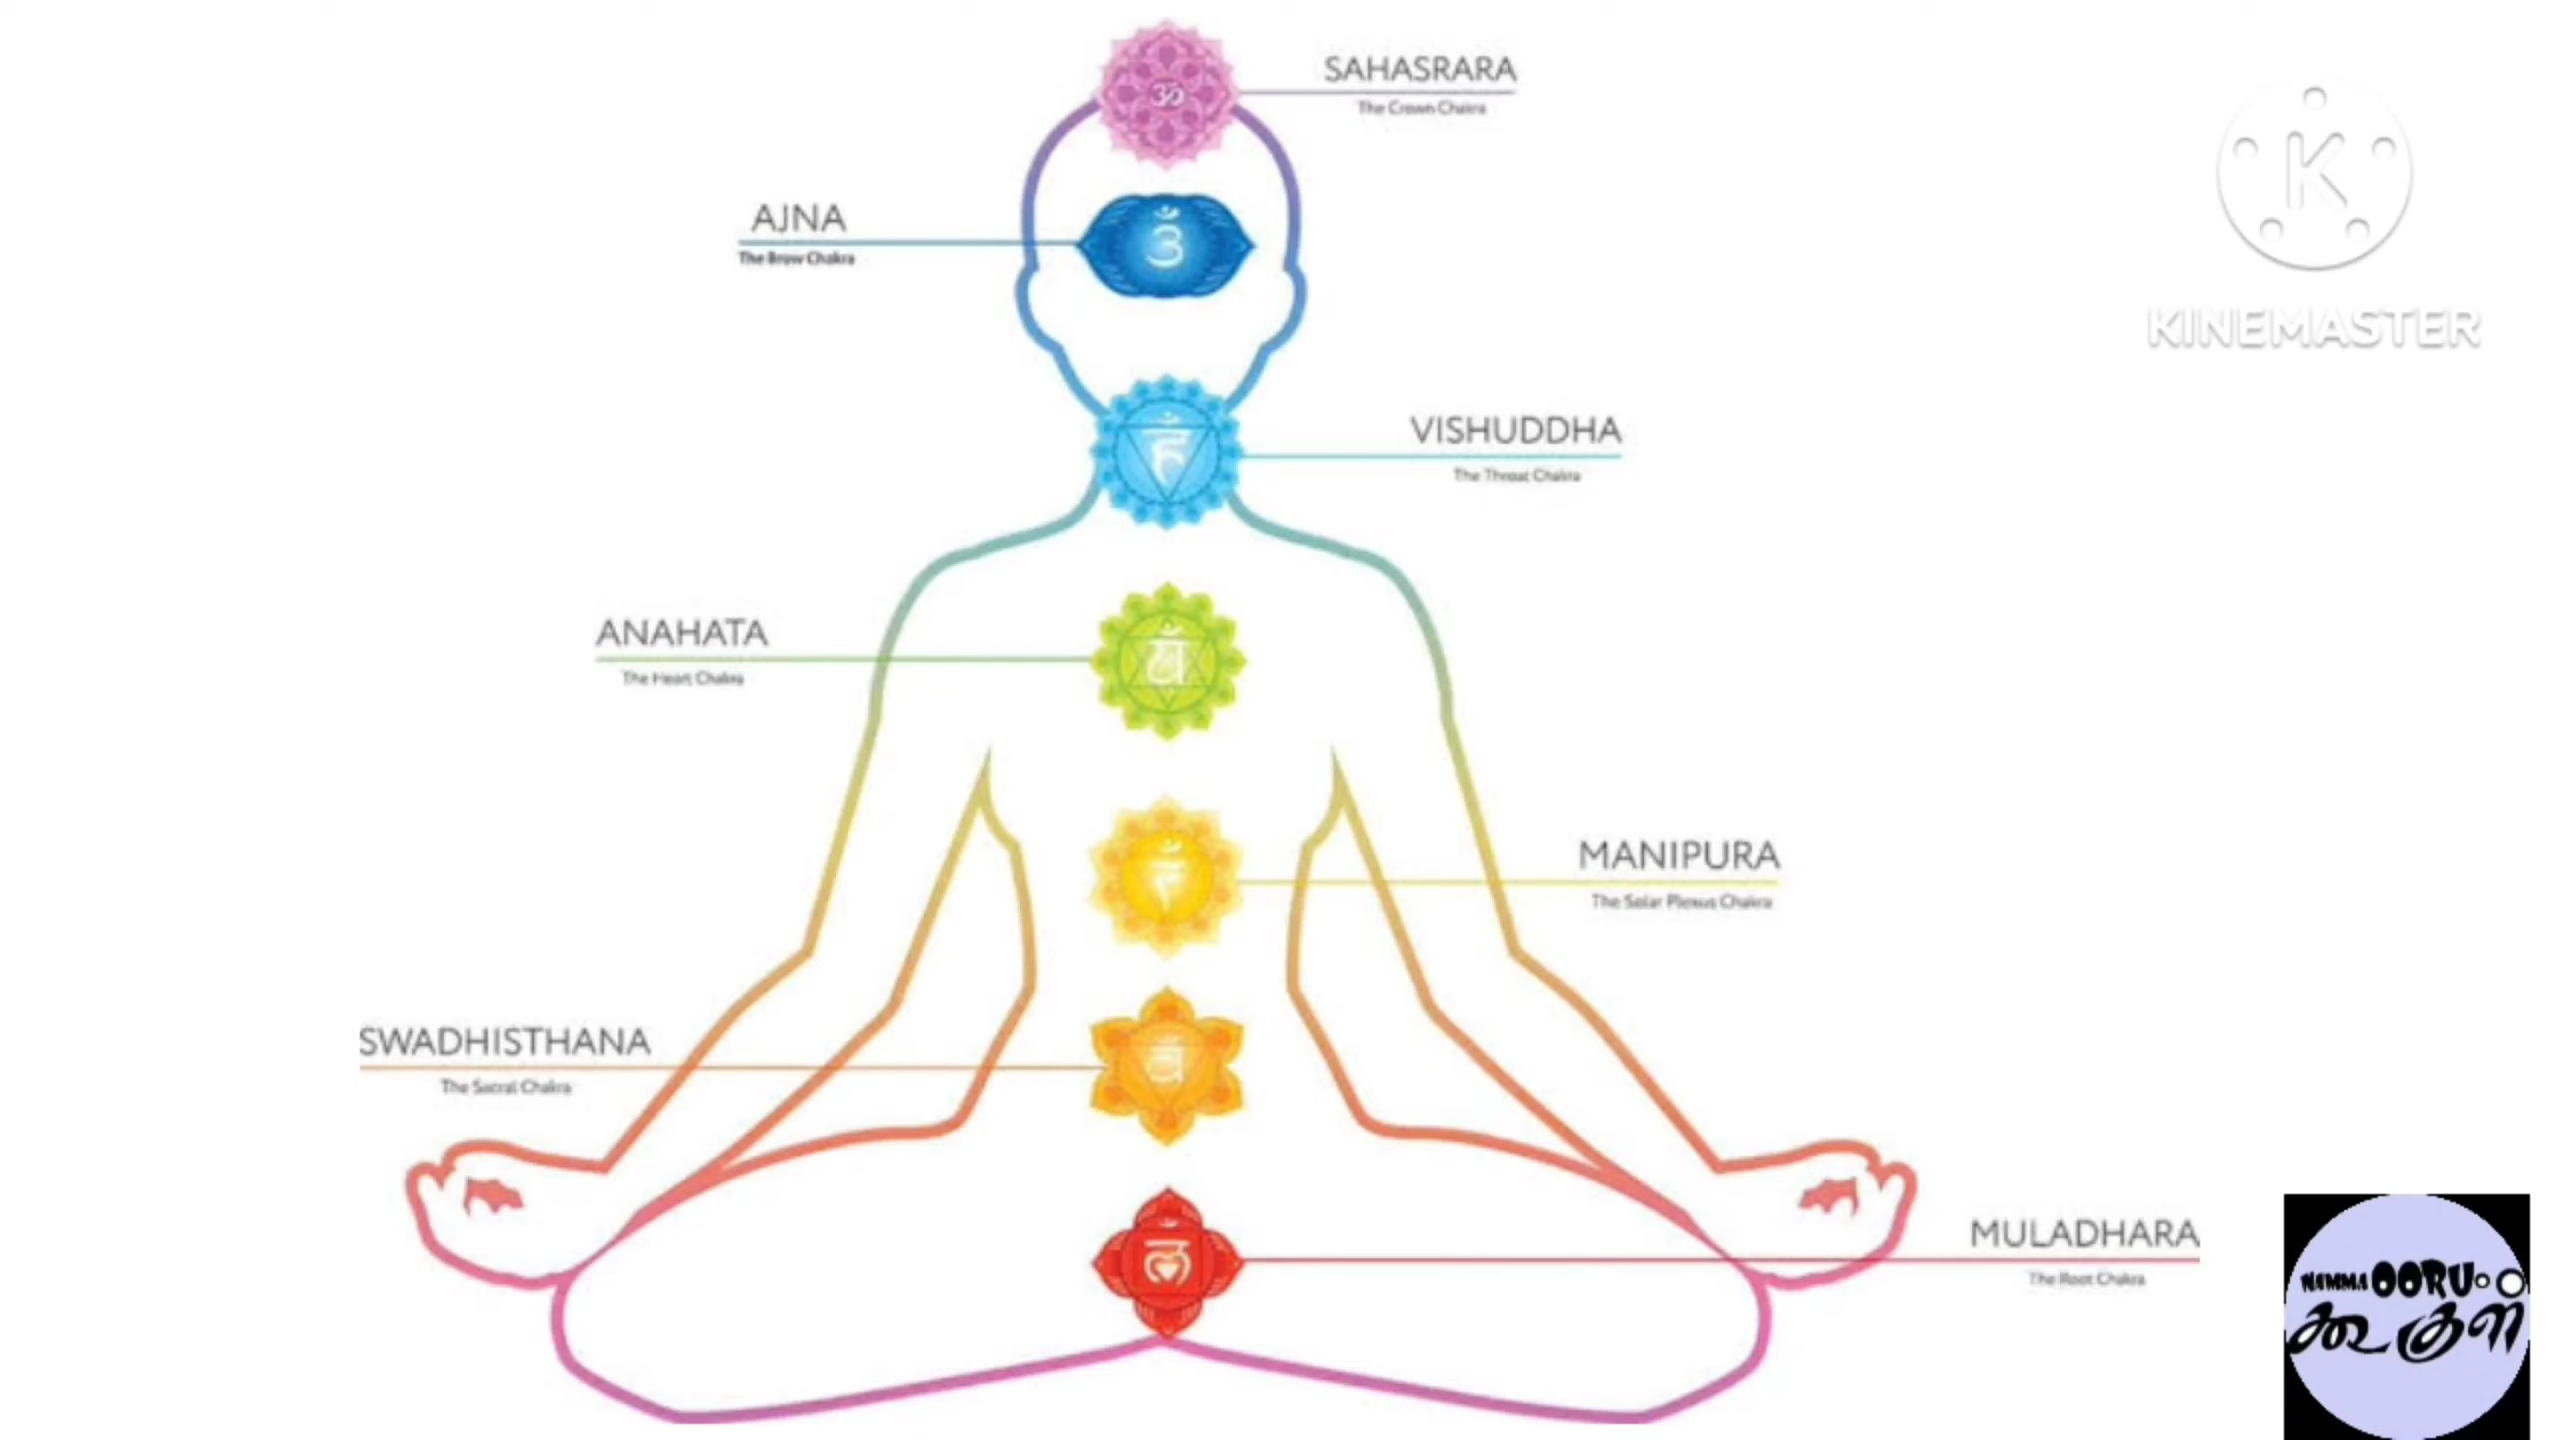 SAHASRARA
The Crown Chakra
ॐ
K
KINEMASTER
AJNA
The Brow Chakra
VISHUDDHA
The Throat Chakra
हं
ANAHATA
The Heart Chakra
यं
MANIPURA
The Solar Plexus Chakra
रं
SWADHISTHANA
The Sacral Chakra
वं
MULADHARA
The Root Chakra
लं
NAMMA OORU
கூகுள்